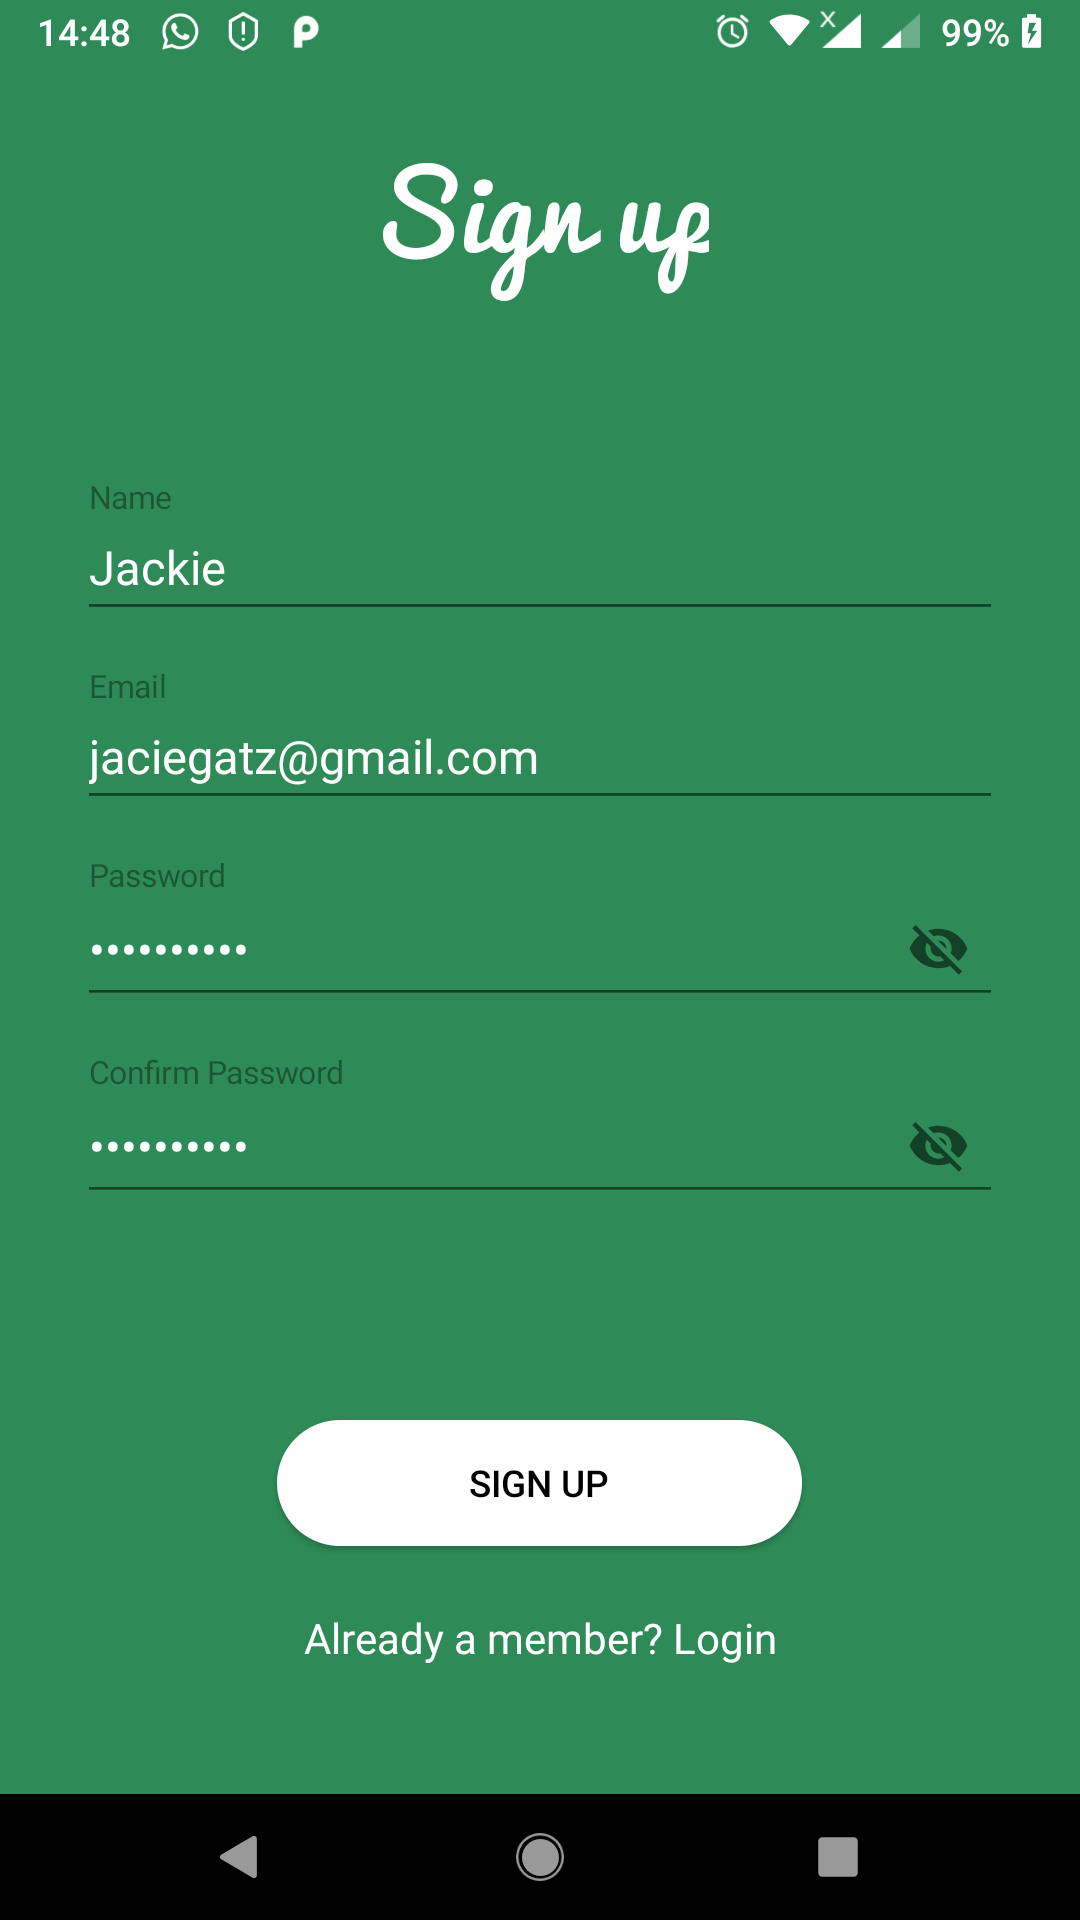 14:48 99%
Sign up
Name
Jackie
Email
jaciegatz@gmail.com
Password
••••••••••
Confirm Password
••••••••••
SIGN UP
Already a member? Login